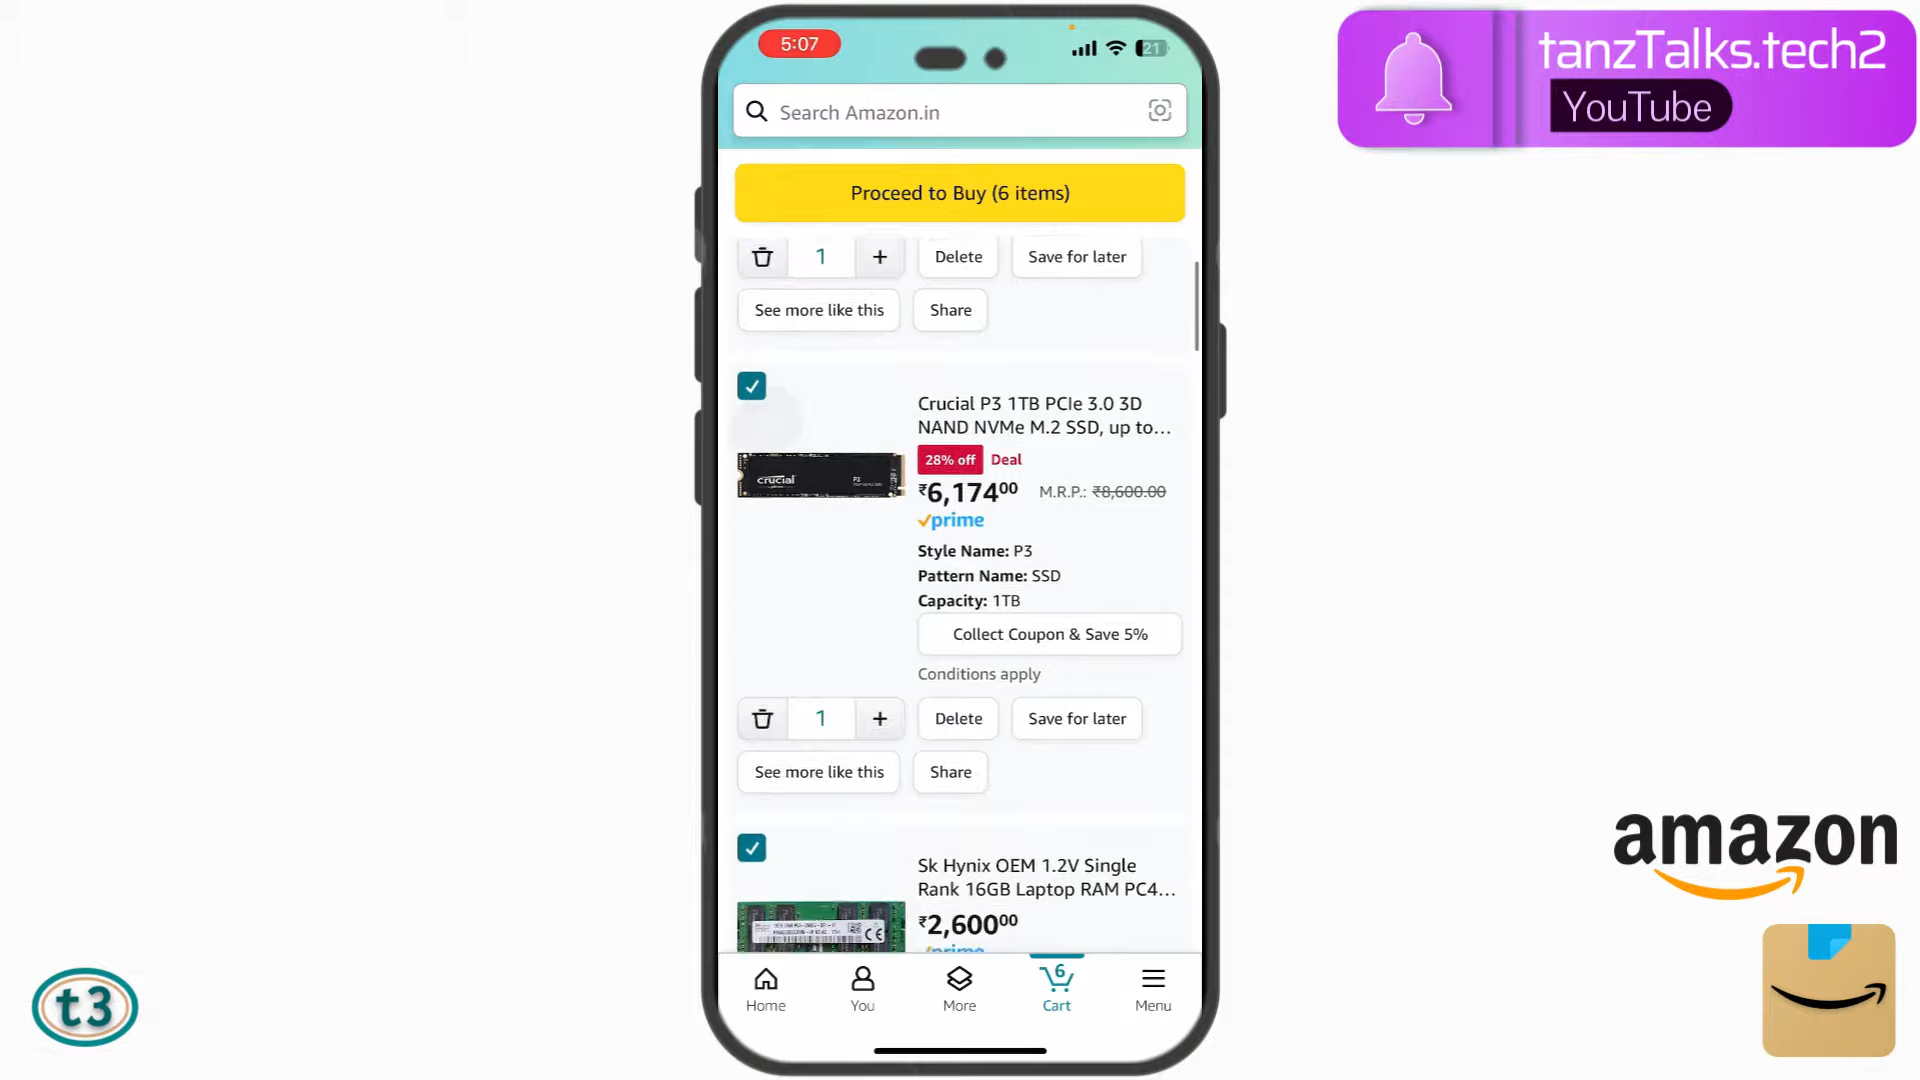 5:07
21
tanzTalks.tech2
YouTube
Search Amazon.in
Proceed to Buy (6 items)
1
Delete
Save for later
See more like this
Share
Crucial P3 1TB PCIe 3.0 3D
NAND NVMe M.2 SSD, up to...
28% off Deal
₹6,174⁰⁰ M.R.P.: ₹8,600.00
prime
crucial
P3
Style Name: P3
Pattern Name: SSD
Capacity: 1TB
Collect Coupon & Save 5%
Conditions apply
1
Delete
Save for later
See more like this
Share
Sk Hynix OEM 1.2V Single
Rank 16GB Laptop RAM PC4...
₹2,600⁰⁰
prime
6
Home
You
More
Cart
Menu
amazon
t3